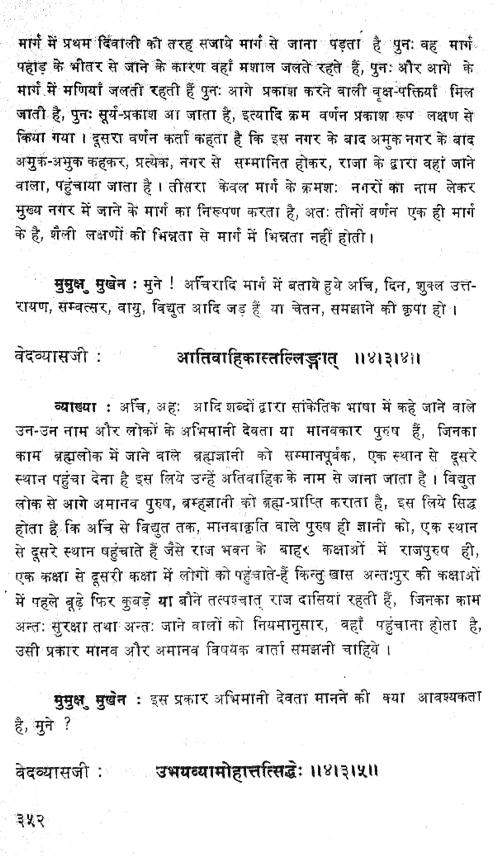 मार्ग में प्रथम दिवाली की तरह सजाये मार्ग से जाना पड़ता है पुनः वह मार्ग
पहाड़ के भीतर से जाने के कारण वहाँ मशाल जलते रहते हैं, पुनः और आगे के
मार्ग में मणियाँ जलती रहती हैं पुनः आगे प्रकाश करने वाली वृक्ष-पक्तियाँ मिल
जाती है, पुनः सूर्य-प्रकाश आ जाता है, इत्यादि क्रम वर्णन प्रकाश रूप लक्षण से
किया गया । दूसरा वर्णन कर्ता कहता है कि इस नगर के बाद अमुक नगर के बाद
अमुक-अमुक कहकर, प्रत्येक, नगर से सम्मानित होकर, राजा के द्वारा वहां जाने
वाला, पहुंचाया जाता है । तीसरा केवल मार्ग के क्रमशः नगरों का नाम लेकर
मुख्य नगर में जाने के मार्ग का निरूपण करता है, अतः तीनों वर्णन एक ही मार्ग
के है, शैली लक्षणों की भिन्नता से मार्ग में भिन्नता नहीं होती ।
मुमुक्षु मुखेन : मुने ! अर्चिरादि मार्ग में बताये हुये अर्चि, दिन, शुक्ल उत्त-
रायण, सम्वत्सर, वायु, विद्युत आदि जड़ हैं या चेतन, समझाने की कृपा हो ।
वेदव्यासजी : आतिवाहिकास्तल्लिङ्गात् ॥४।३।४॥
व्याख्या : अर्चि, अहः आदि शब्दों द्वारा सांकेतिक भाषा में कहे जाने वाले
उन-उन नाम और लोकों के अभिमानी देवता या मानवकार पुरुष हैं, जिनका
काम ब्रह्मलोक में जाने वाले ब्रह्मज्ञानी को सम्मानपूर्वक, एक स्थान से दूसरे
स्थान पहुंचा देना है इस लिये उन्हें अतिवाहिक के नाम से जाना जाता है । विद्युत
लोक से आगे अमानव पुरुष, ब्रम्हज्ञानी को ब्रह्म-प्राप्ति कराता है, इस लिये सिद्ध
होता है कि अर्चि से विद्युत तक, मानवाकृति वाले पुरुष ही ज्ञानी को, एक स्थान
से दूसरे स्थान षहुंचाते हैं जैसे राज भवन के बाहर कक्षाओं में राजपुरुष ही,
एक कक्षा से दूसरी कक्षा में लोगों को पहुंचाते-हैं किन्तु खास अन्तःपुर की कक्षाओं
में पहले बूढ़े फिर कुबड़े या बौने तत्पश्चात् राज दासियां रहती हैं, जिनका काम
अन्तः सुरक्षा तथा अन्तः जाने वालों को नियमानुसार, वहाँ पहुंचाना होता है,
उसी प्रकार मानव और अमानव विषयक वार्ता समझनी चाहिये ।
मुमुक्षु मुखेन : इस प्रकार अभिमानी देवता मानने की क्या आवश्यकता
है, मुने ?
वेदव्यासजी : उभयव्यामोहात्तत्सिद्धेः ॥४।३।५॥
३५२